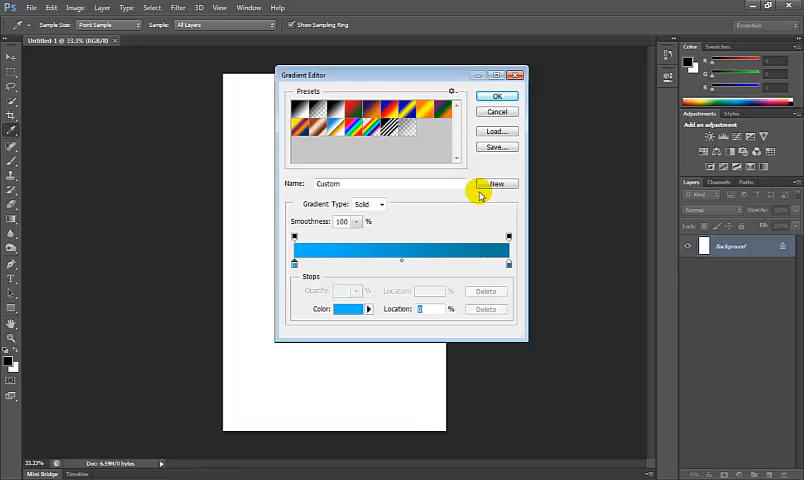 Ps File Edit Image Layer Type Select Filter 3D View Window Help
Sample Size: Point Sample Sample: All Layers Show Sampling Ring Essentials
Untitled-1 @ 33.3% (RGB/8)
Gradient Editor
Presets
OK
Cancel
Load...
Save...
Name: Custom New
Gradient Type: Solid
Smoothness: 100 %
Stops
Opacity: % Location: % Delete
Color: Location: 0 % Delete
Color Swatches
R 0
G 0
B 0
Adjustments Styles
Add an adjustment
Layers Channels Paths
Kind
Normal Opacity:
Lock: Fill:
Background
33.33% Doc: 6.59M/0 bytes
Mini Bridge Timeline